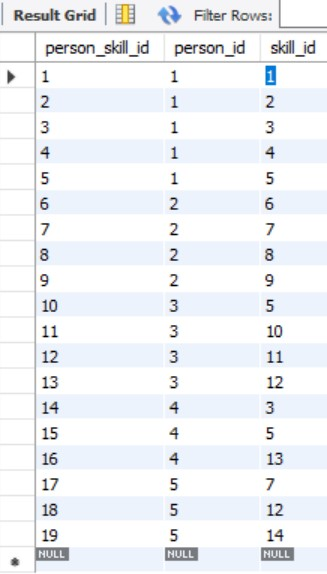 Result Grid Filter Rows:
person_skill_id person_id skill_id
1 1 1
2 1 2
3 1 3
4 1 4
5 1 5
6 2 6
7 2 7
8 2 8
9 2 9
10 3 5
11 3 10
12 3 11
13 3 12
14 4 3
15 4 5
16 4 13
17 5 7
18 5 12
19 5 14
NULL NULL NULL